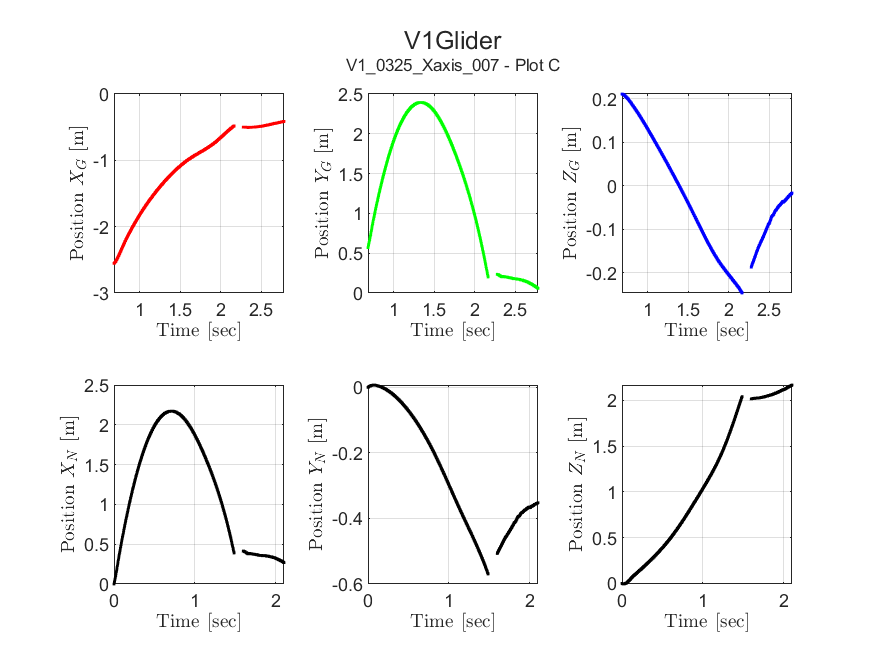 V1Glider
V1_0325_Xaxis_007 - Plot C
Position X_G [m]
0
-1
-2
-3
1 1.5 2 2.5
Time [sec]
Position Y_G [m]
2.5
2
1.5
1
0.5
0
1 1.5 2 2.5
Time [sec]
Position Z_G [m]
0.2
0.1
0
-0.1
-0.2
1 1.5 2 2.5
Time [sec]
Position X_N [m]
2.5
2
1.5
1
0.5
0
0 1 2
Time [sec]
Position Y_N [m]
0
-0.2
-0.4
-0.6
0 1 2
Time [sec]
Position Z_N [m]
2
1.5
1
0.5
0
0 1 2
Time [sec]